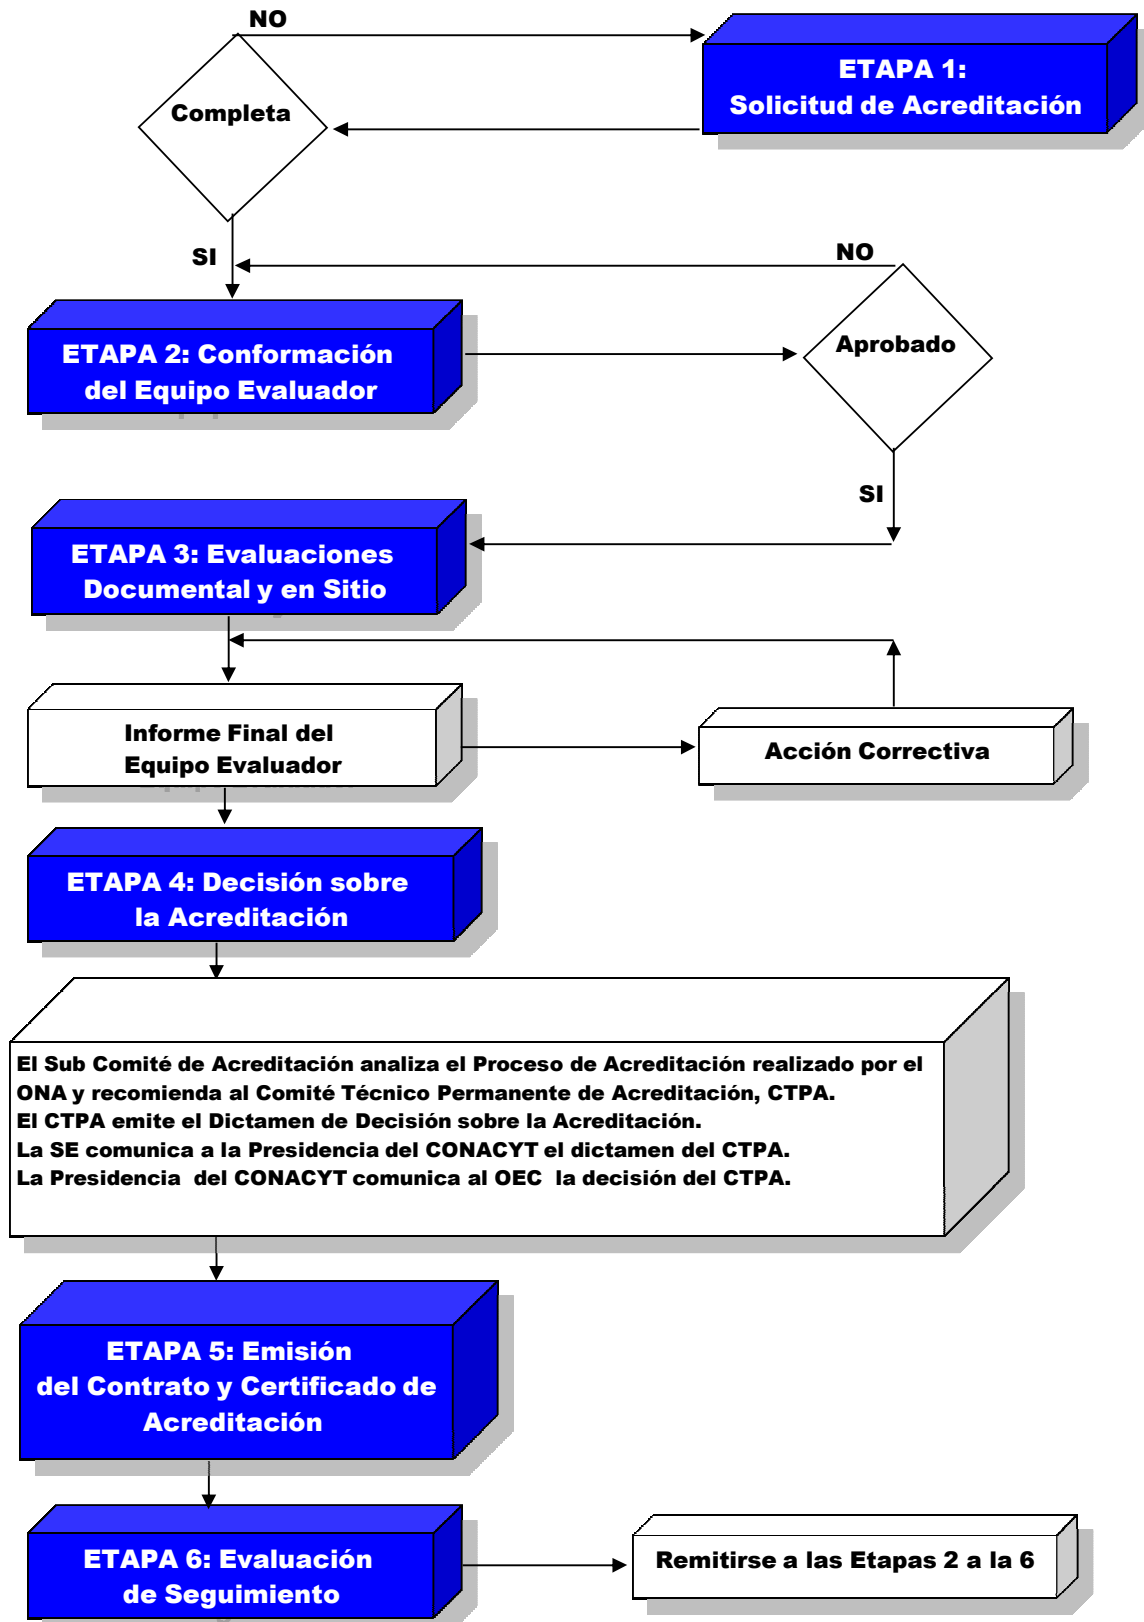 NO
ETAPA 1:
Solicitud de Acreditación
Completa
SI
NO
ETAPA 2: Conformación
del Equipo Evaluador
Aprobado
SI
ETAPA 3: Evaluaciones
Documental y en Sitio
Informe Final del
Equipo Evaluador
Acción Correctiva
ETAPA 4: Decisión sobre
la Acreditación
El Sub Comité de Acreditación analiza el Proceso de Acreditación realizado por el
ONA y recomienda al Comité Técnico Permanente de Acreditación, CTPA.
El CTPA emite el Dictamen de Decisión sobre la Acreditación.
La SE comunica a la Presidencia del CONACYT el dictamen del CTPA.
La Presidencia del CONACYT comunica al OEC la decisión del CTPA.
ETAPA 5: Emisión
del Contrato y Certificado de
Acreditación
ETAPA 6: Evaluación
de Seguimiento
Remitirse a las Etapas 2 a la 6